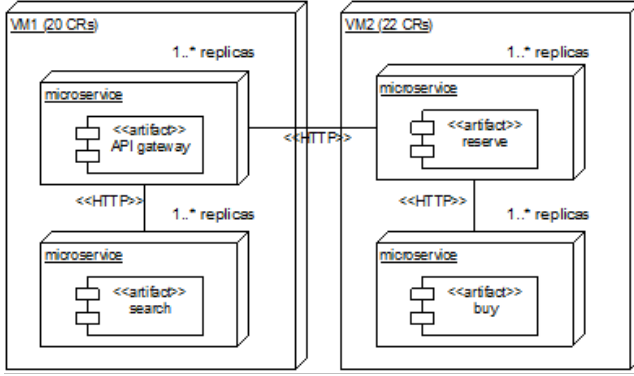 VM1 (20 CRs)
1..* replicas
microservice
<<artifact>>
API gateway
<<HTTP>>
1..* replicas
microservice
<<artifact>>
search
<<HTTP>>
VM2 (22 CRs)
1..* replicas
microservice
<<artifact>>
reserve
<<HTTP>>
1..* replicas
microservice
<<artifact>>
buy